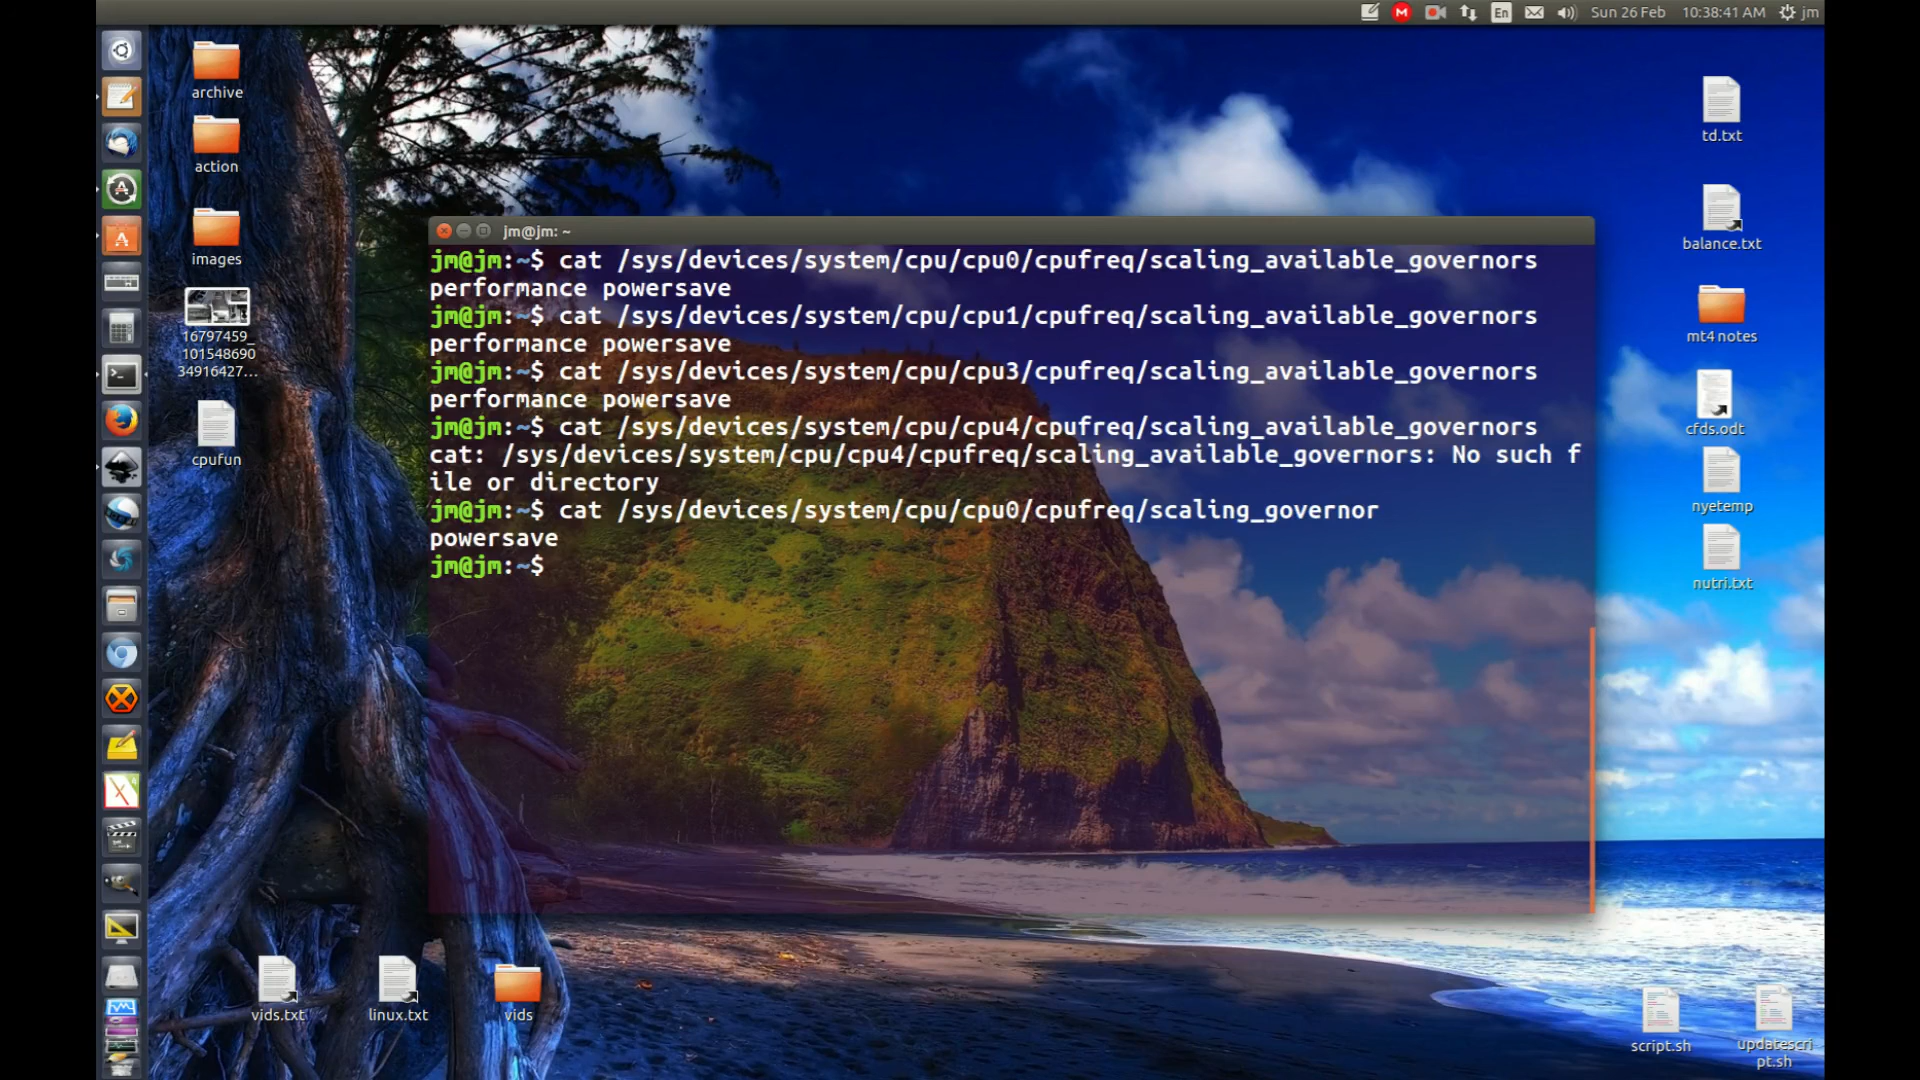 En
Sun 26 Feb 10:38:41 AM jm
archive
action
images
16797459_
101548690
34916427...
cpufun
jm@jm: ~
jm@jm:~$ cat /sys/devices/system/cpu/cpu0/cpufreq/scaling_available_governors
performance powersave
jm@jm:~$ cat /sys/devices/system/cpu/cpu1/cpufreq/scaling_available_governors
performance powersave
jm@jm:~$ cat /sys/devices/system/cpu/cpu3/cpufreq/scaling_available_governors
performance powersave
jm@jm:~$ cat /sys/devices/system/cpu/cpu4/cpufreq/scaling_available_governors
cat: /sys/devices/system/cpu/cpu4/cpufreq/scaling_available_governors: No such f
ile or directory
jm@jm:~$ cat /sys/devices/system/cpu/cpu0/cpufreq/scaling_governor
powersave
jm@jm:~$
td.txt
balance.txt
mt4 notes
cfds.odt
nyetemp
nutri.txt
vids.txt
linux.txt
vids
script.sh
updatescri
pt.sh